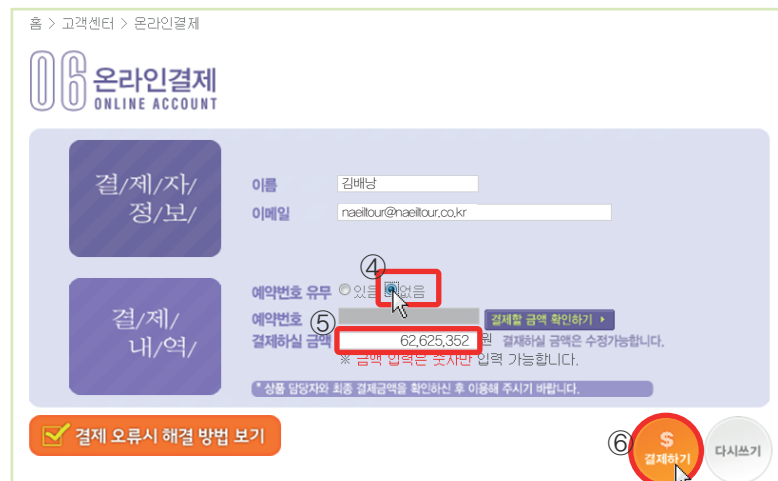 홈 > 고객센터 > 온라인결제
06 온라인결제
ONLINE ACCOUNT
결/제/자/
정/보/
이름 김배낭
이메일 naeiltour@naeiltour.co.kr
④
결/제/
내/역/
예약번호 유무 있음 없음
예약번호 결제할 금액 확인하기
⑤
결제하실 금액 62,625,352 원 결재하실 금액은 수정가능합니다.
※ 금액 입력은 숫자만 입력 가능합니다.
* 상품 담당자와 최종 결제금액을 확인하신 후 이용해 주시기 바랍니다.
결제 오류시 해결 방법 보기
⑥
$
결제하기
다시쓰기